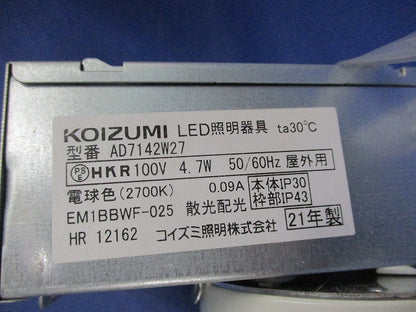 KOIZUMI LED照明器具 ta30℃
型番 AD7142W27
PSE HKR 100V 4.7W 50/60Hz 屋外用
電球色(2700K) 0.09A 本体IP30
枠部IP43
EM1BBWF-025 散光配光
HR 12162 コイズミ照明株式会社 21年製